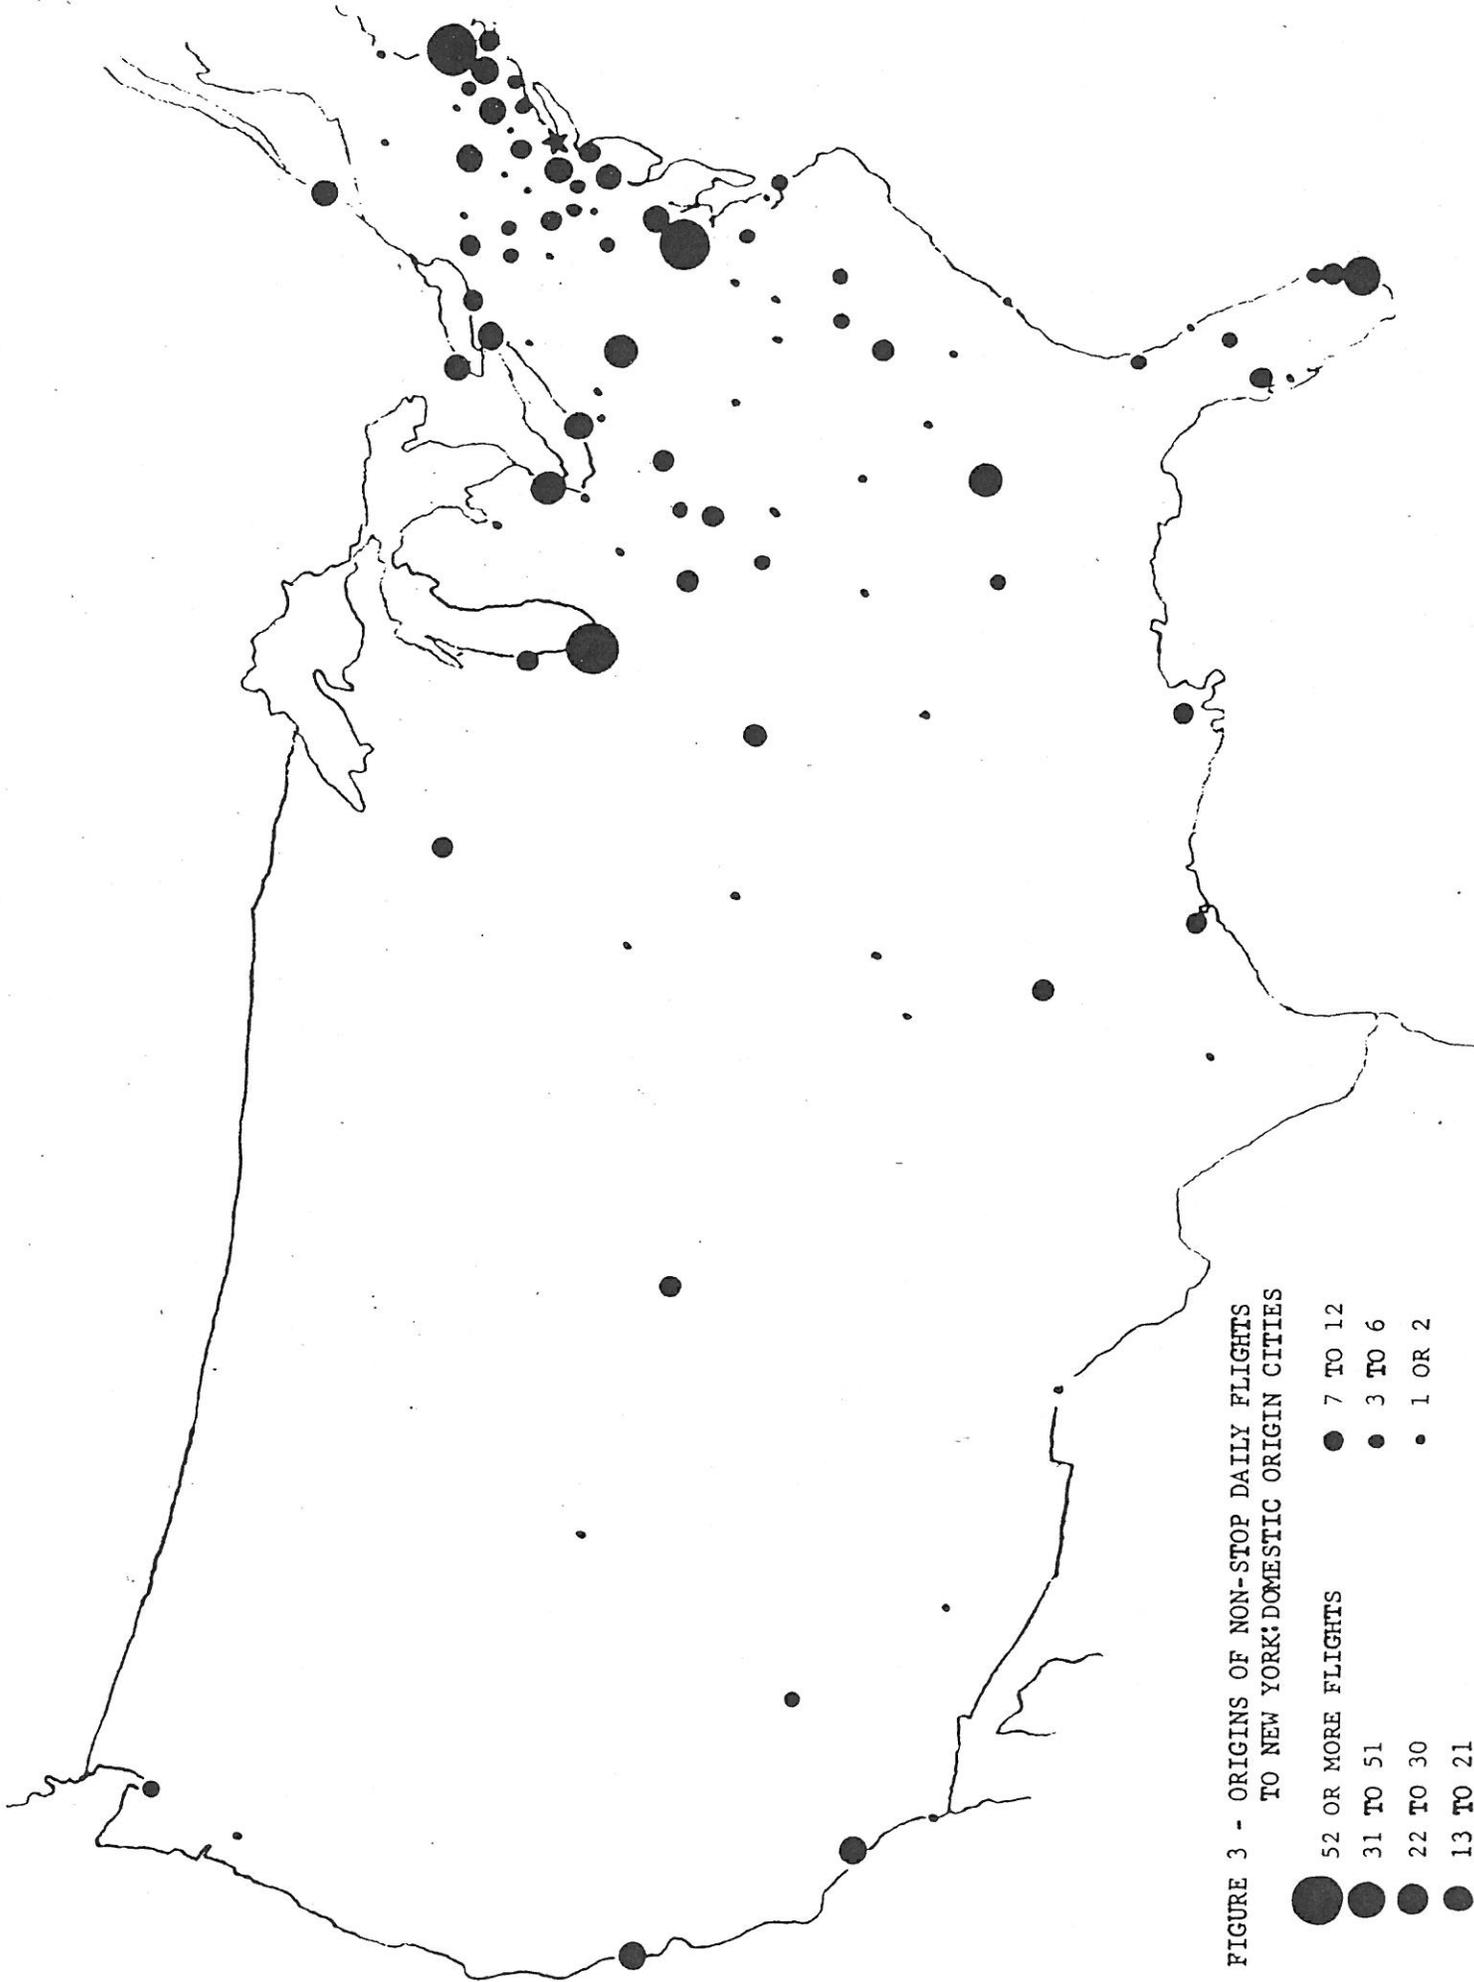 FIGURE 3 - ORIGINS OF NON-STOP DAILY FLIGHTS
TO NEW YORK: DOMESTIC ORIGIN CITIES
52 OR MORE FLIGHTS
31 TO 51
22 TO 30
13 TO 21
7 TO 12
3 TO 6
1 OR 2